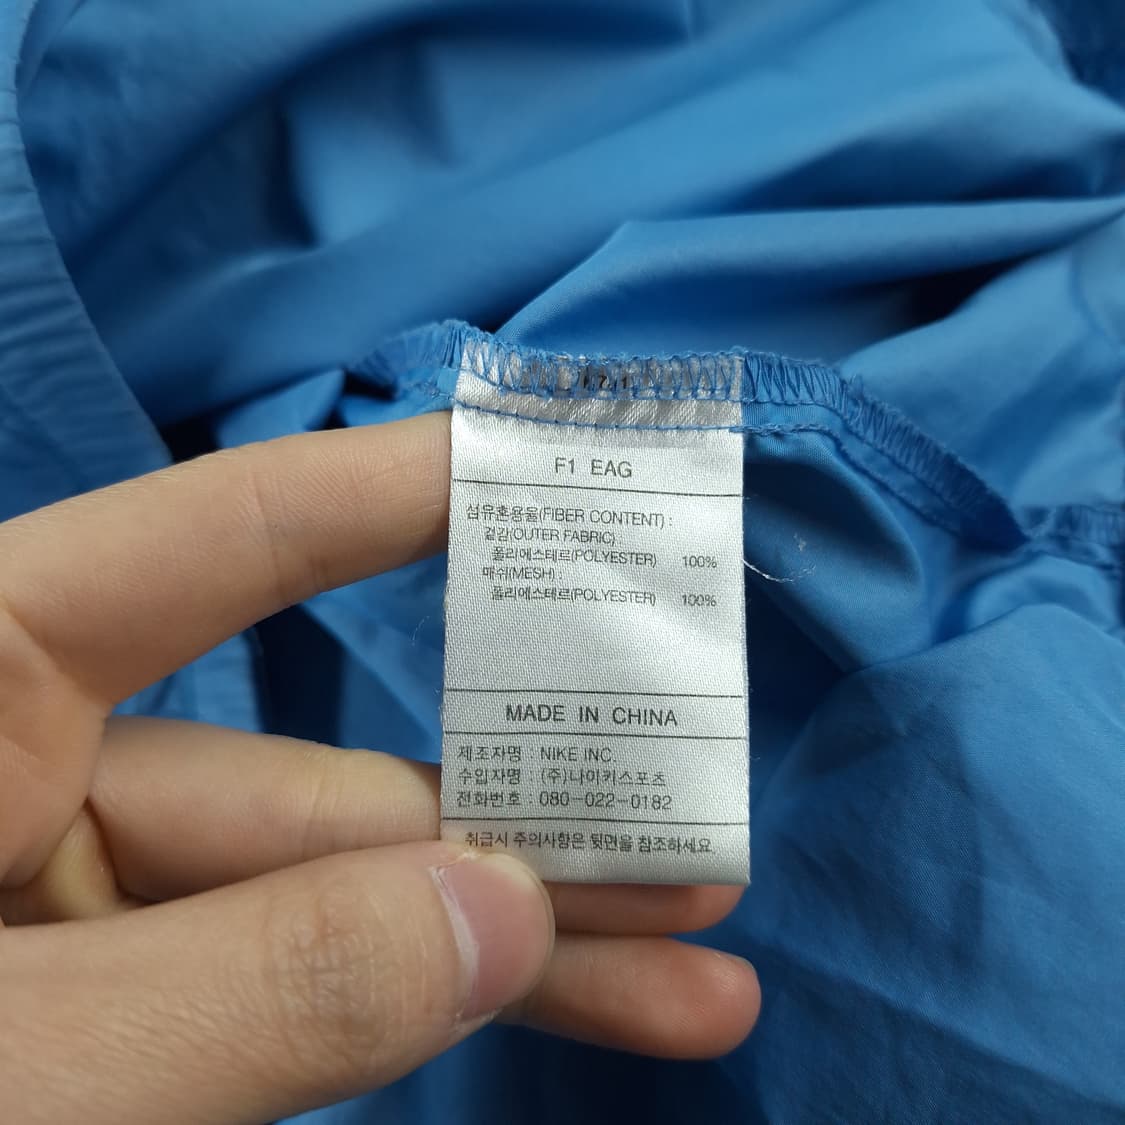 F1 EAG
섬유혼용율(FIBER CONTENT) :
겉감(OUTER FABRIC)
폴리에스테르(POLYESTER) 100%
매쉬(MESH) :
폴리에스테르(POLYESTER) 100%
MADE IN CHINA
제조자명 : NIKE INC.
수입자명 : (주)나이키스포츠
전화번호 : 080-022-0182
취급시 주의사항은 뒷면을 참조하세요.